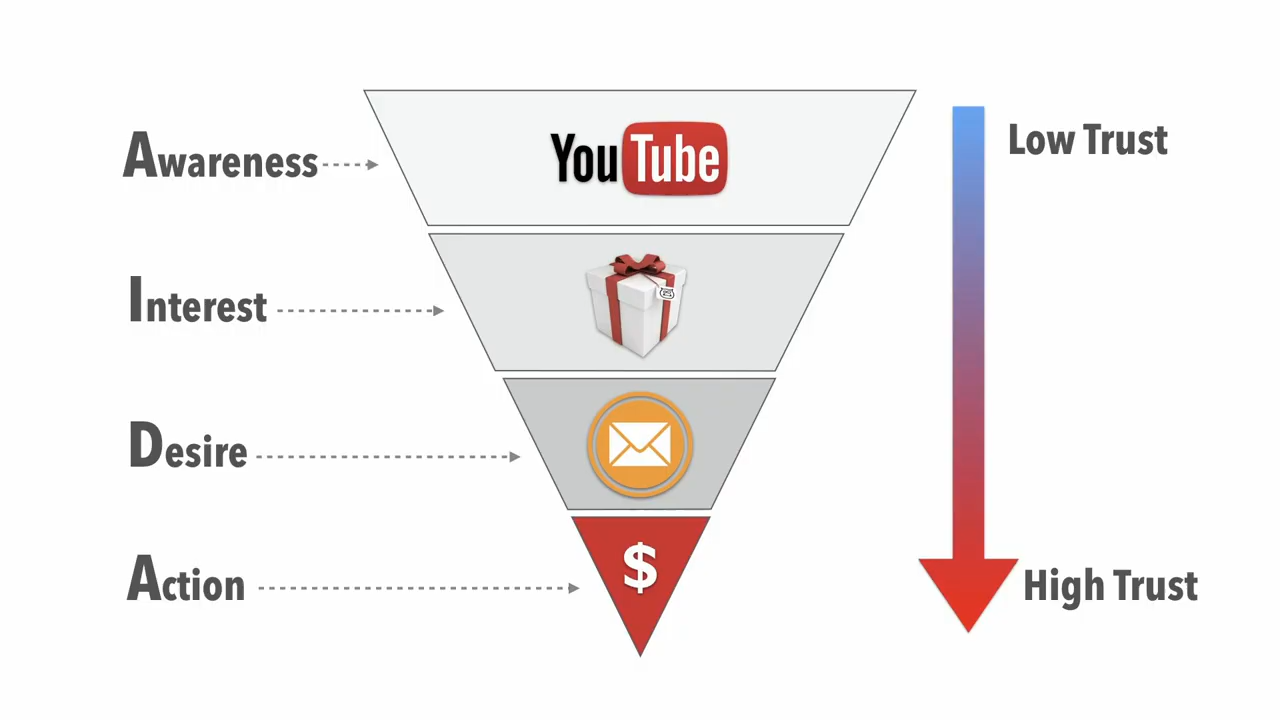 Awareness
YouTube
Low Trust
Interest
Desire
Action
$
High Trust